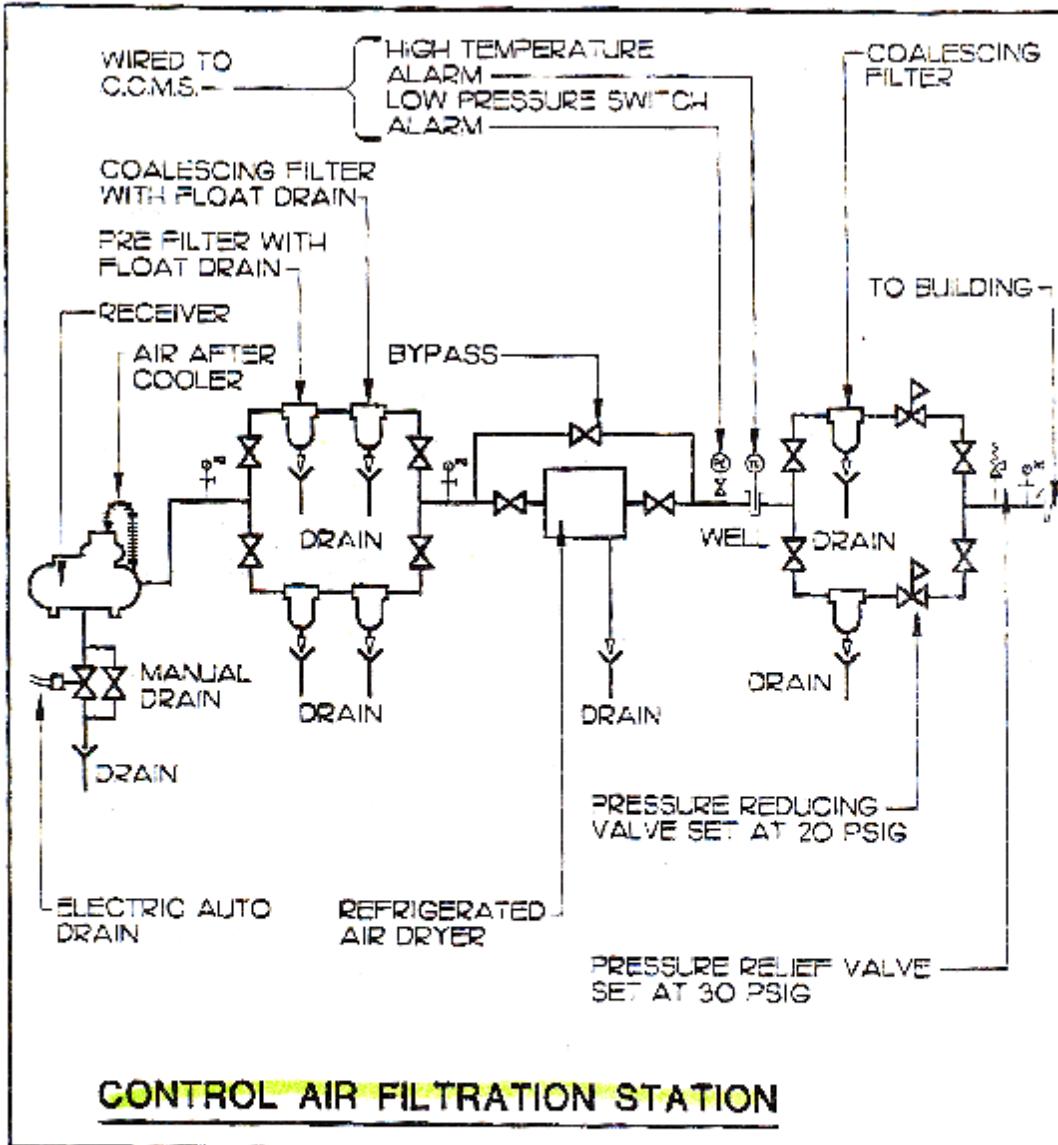 WIRED TO
C.C.M.S.
HIGH TEMPERATURE
ALARM
LOW PRESSURE SWITCH
ALARM
COALESCING
FILTER
COALESCING FILTER
WITH FLOAT DRAIN
PRE FILTER WITH
FLOAT DRAIN
TO BUILDING
RECEIVER
AIR AFTER
COOLER
BYPASS
DRAIN
WELL
DRAIN
MANUAL
DRAIN
DRAIN
DRAIN
DRAIN
DRAIN
PRESSURE REDUCING
VALVE SET AT 20 PSIG
ELECTRIC AUTO
DRAIN
REFRIGERATED
AIR DRYER
PRESSURE RELIEF VALVE
SET AT 30 PSIG
CONTROL AIR FILTRATION STATION